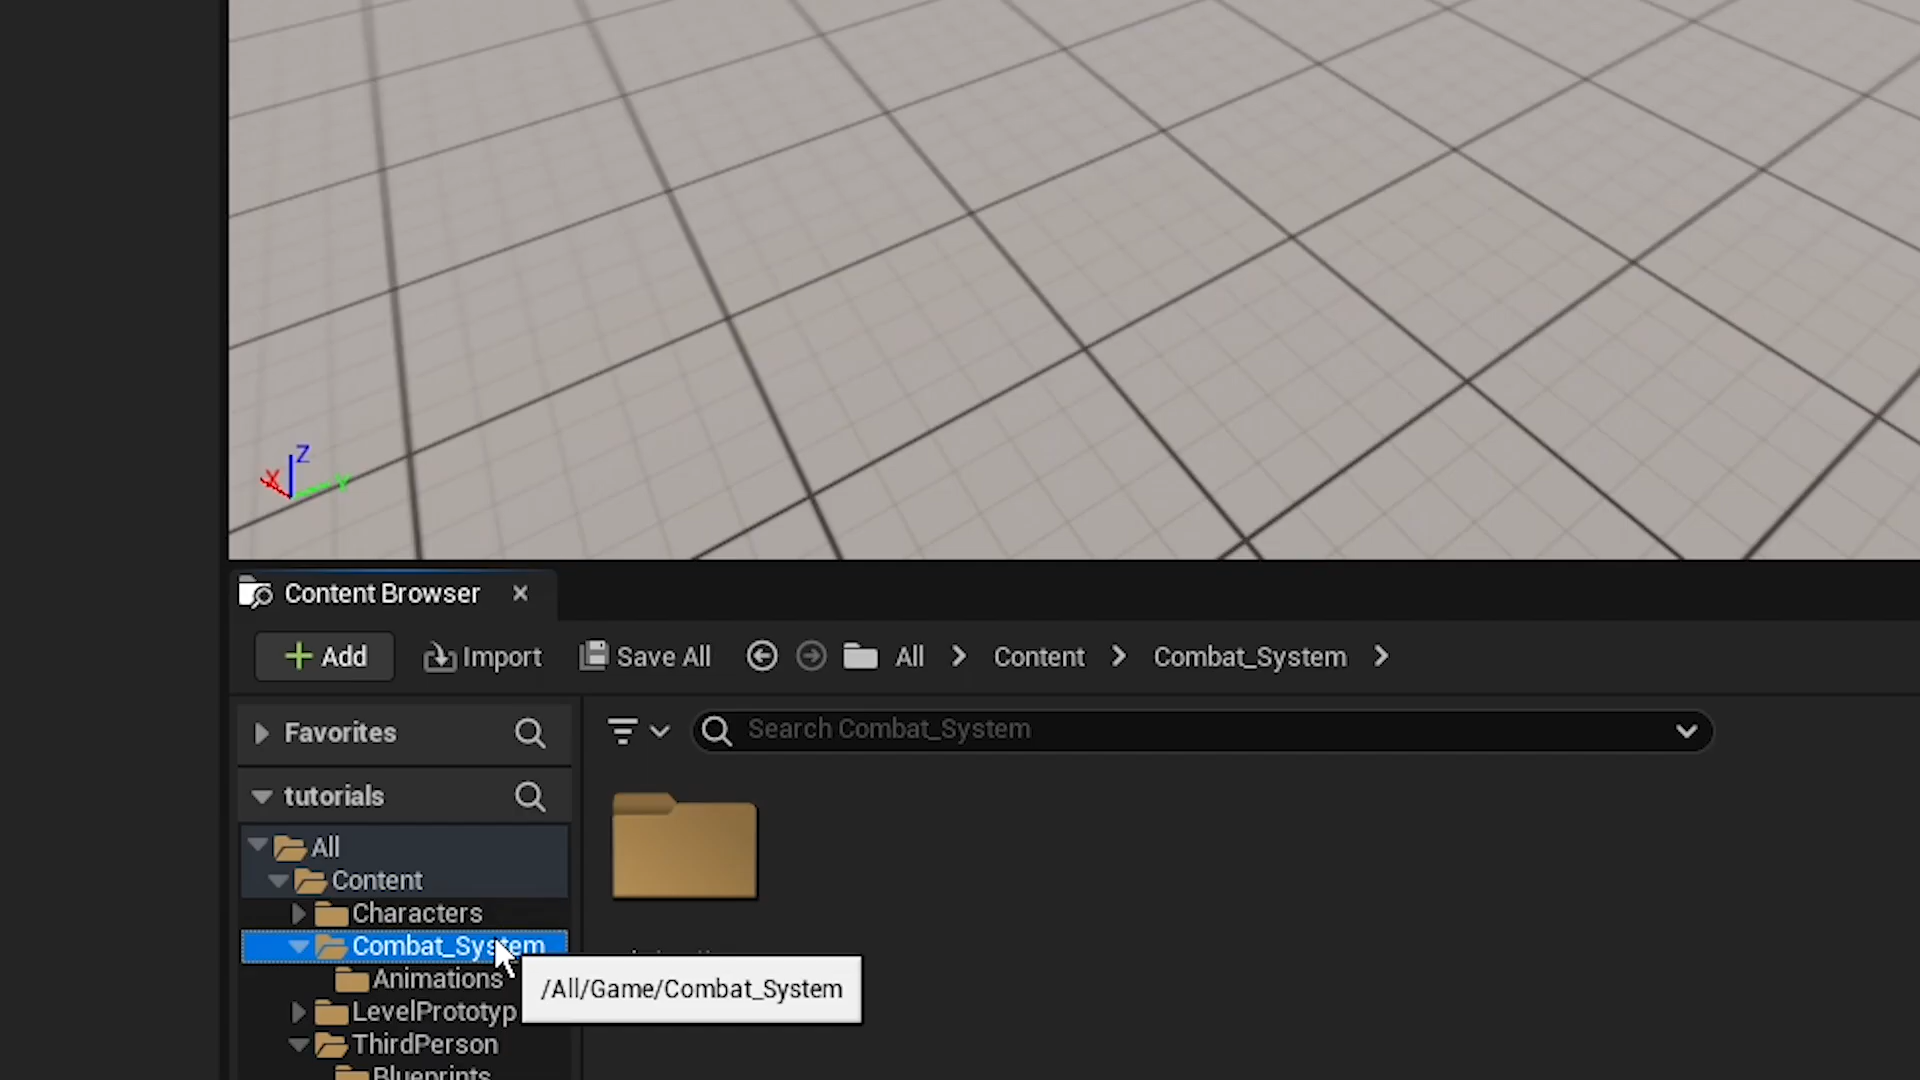 Z
X
Y
Content Browser
Add
Import
Save All
All
Content
Combat_System
Favorites
Search Combat_System
tutorials
All
Content
Characters
Combat_System
Animations
/All/Game/Combat_System
LevelPrototyp
ThirdPerson
Blueprints